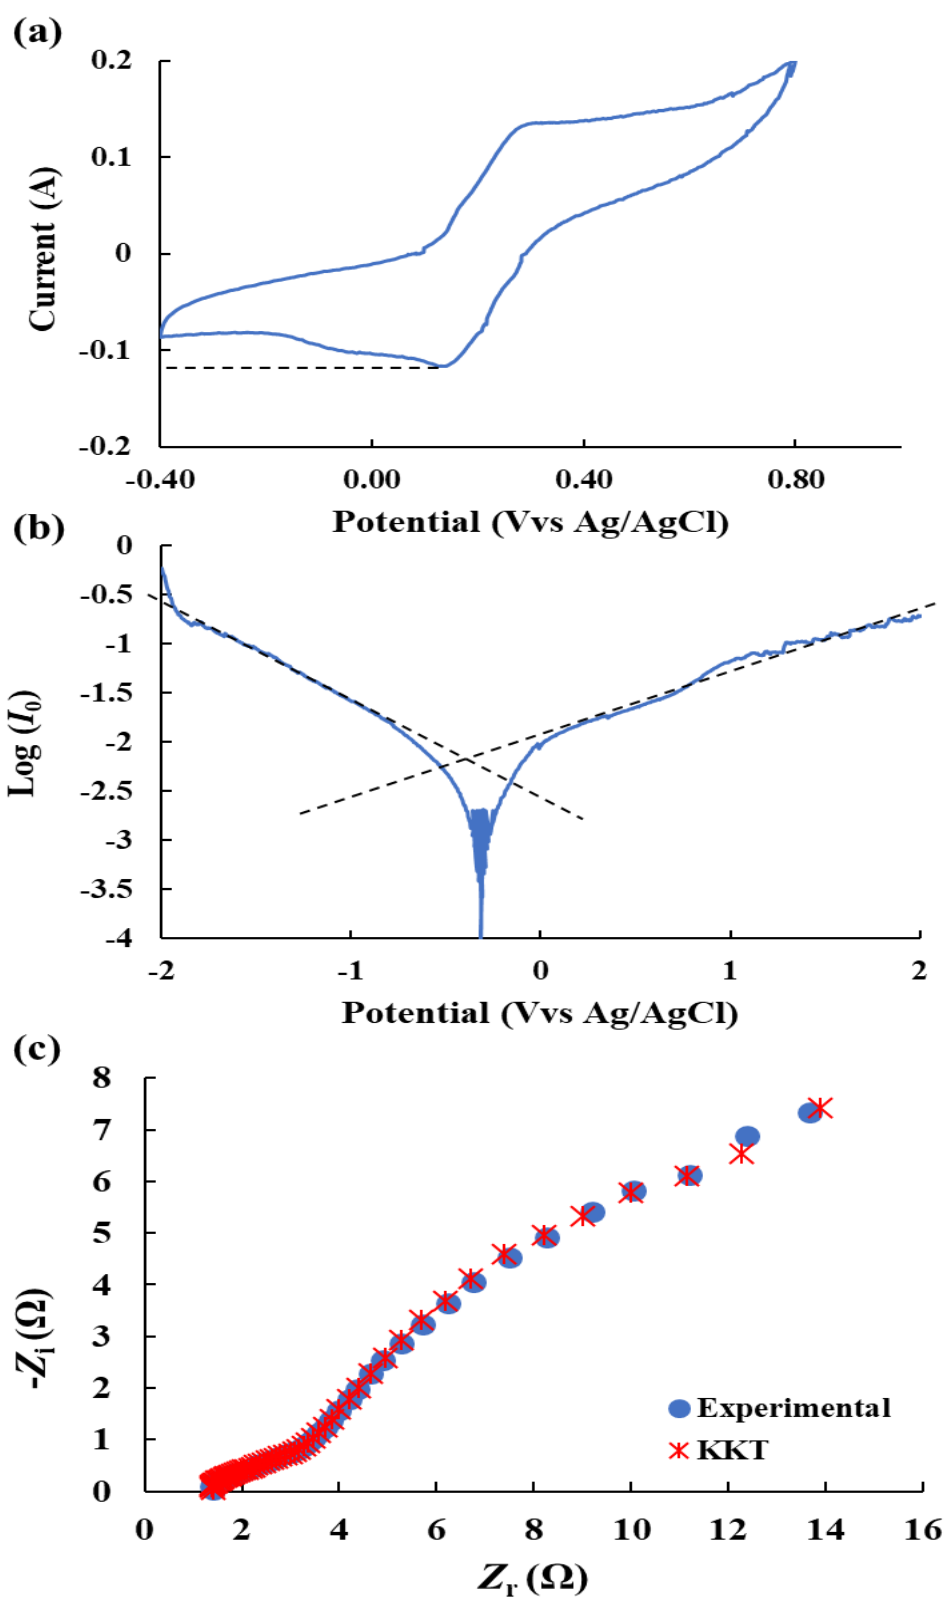 (a)
0.2
0.1
0
-0.1
-0.2
Current (A)
-0.40 0.00 0.40 0.80
Potential (Vvs Ag/AgCl)
(b)
0
-0.5
-1
-1.5
-2
-2.5
-3
-3.5
-4
Log (I₀)
-2 -1 0 1 2
Potential (Vvs Ag/AgCl)
(c)
8
7
6
5
4
3
2
1
0
-Zᵢ (Ω)
Experimental
KKT
0 2 4 6 8 10 12 14 16
Zᵣ (Ω)